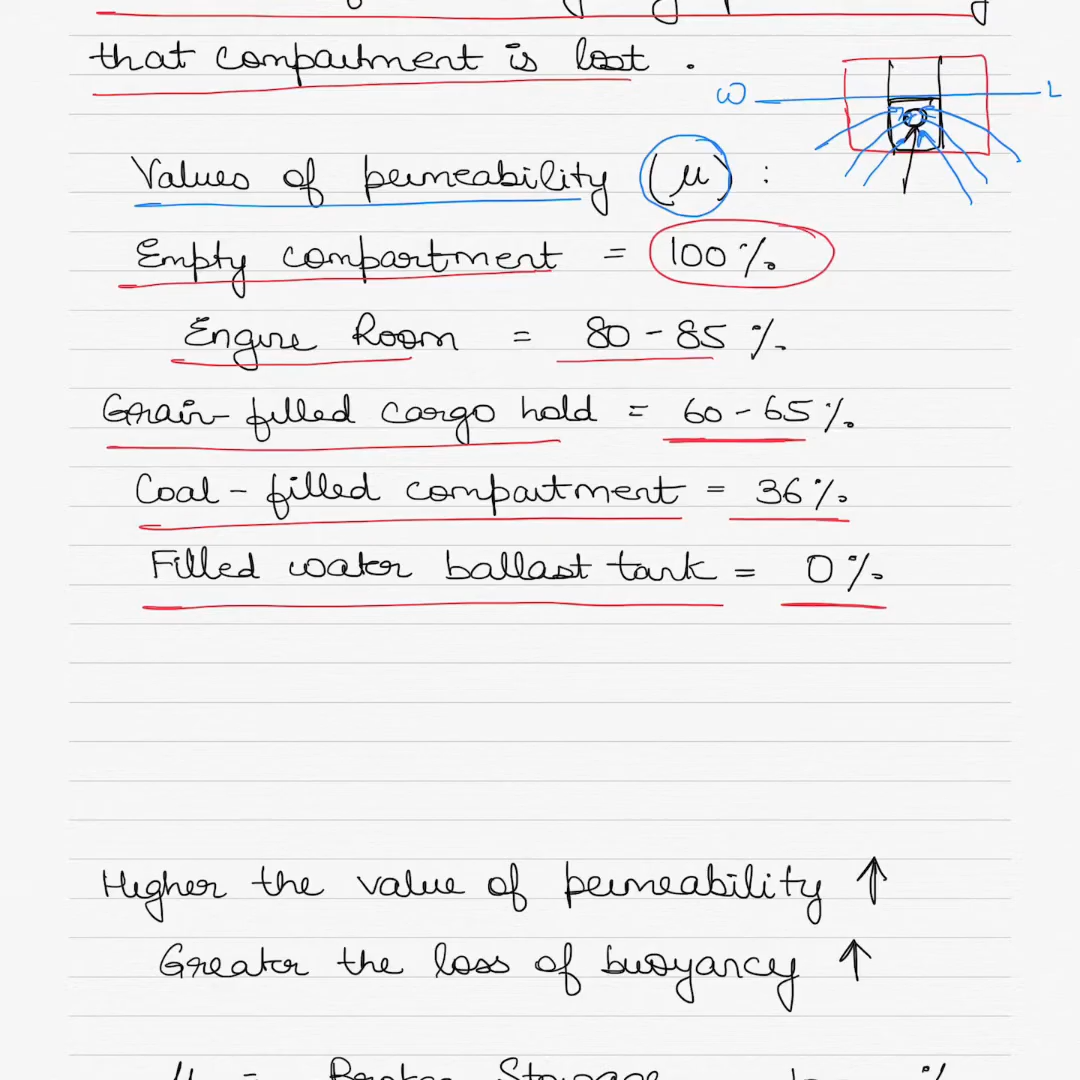 that compartment is lost .
W L
Values of permeability (μ) :
Empty compartment = 100 %.
Engine Room = 80 - 85 %.
Grain-filled cargo hold = 60 - 65 %.
Coal - filled compartment = 36 %.
Filled water ballast tank = 0 %.
Higher the value of permeability ↑
Greater the loss of buoyancy ↑
μ = Broken Stowage %